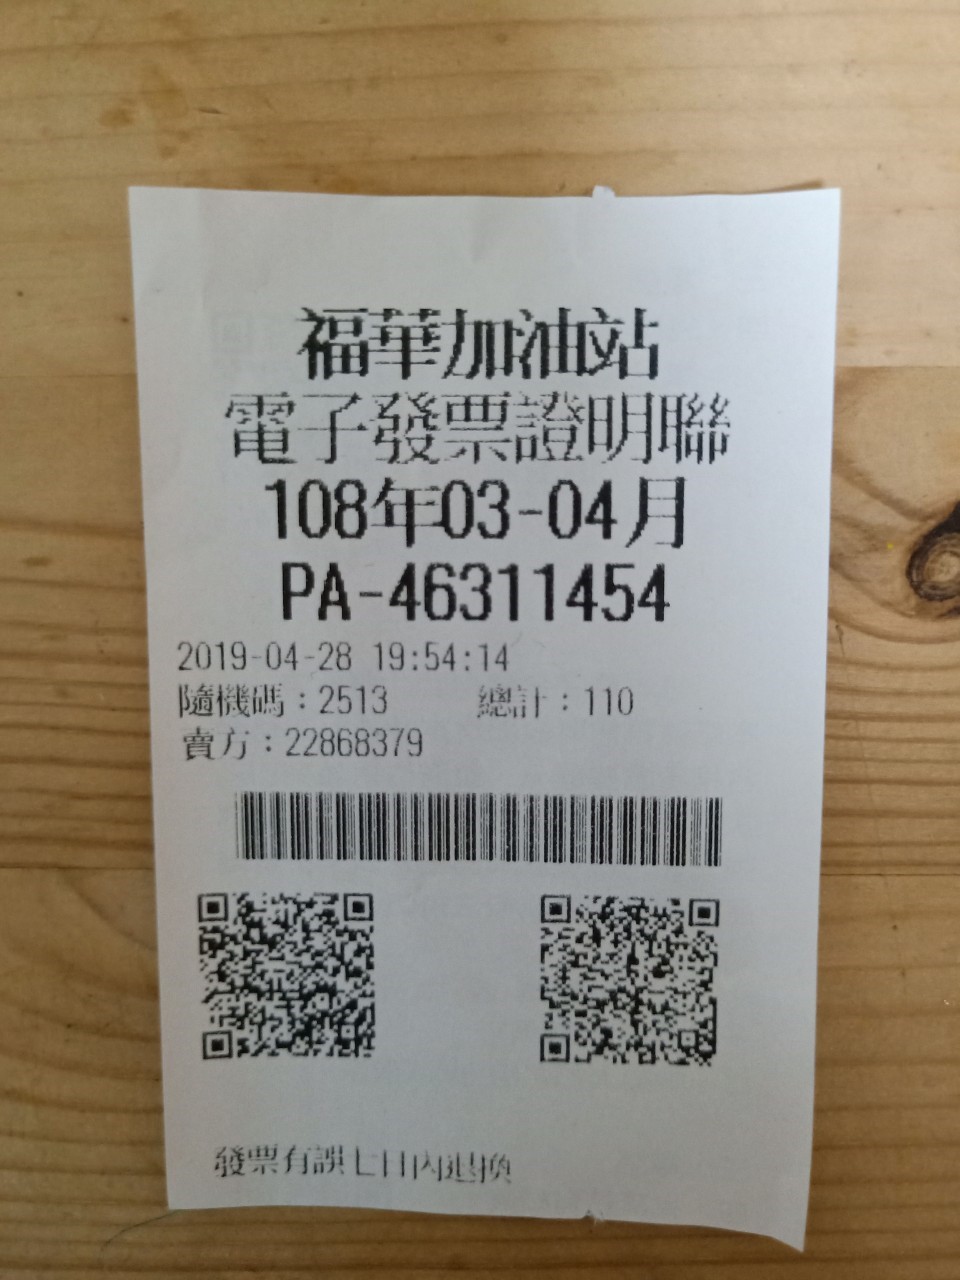 福華加油站
電子發票證明聯
108年03-04月
PA-46311454
2019-04-28 19:54:14
隨機碼：2513 總計：110
賣方：22868379
發票有誤七日內退換